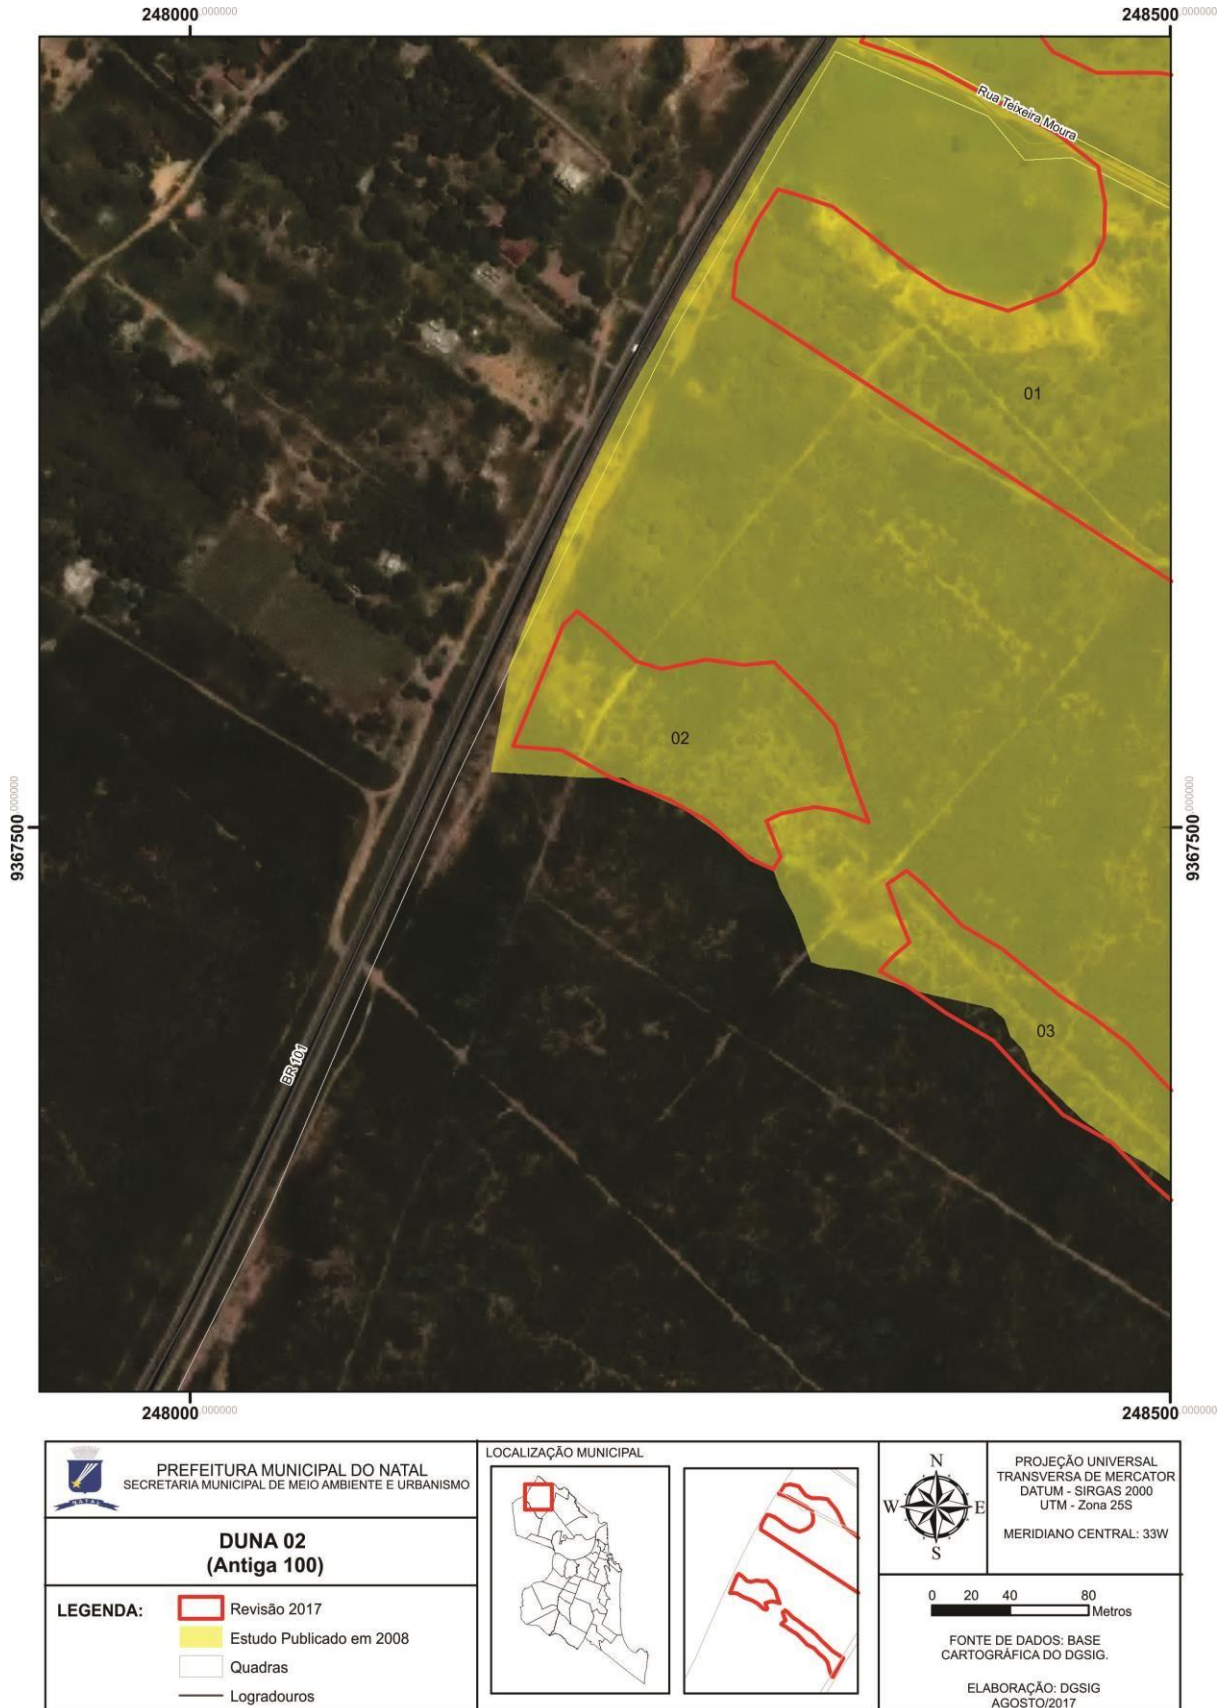 248000,000000
248500,000000
Rua Teixeira Moura
01
02
9367500,000000
9367500,000000
03
BR 101
248000,000000
248500,000000
NATAL
PREFEITURA MUNICIPAL DO NATAL
SECRETARIA MUNICIPAL DE MEIO AMBIENTE E URBANISMO
DUNA 02
(Antiga 100)
LEGENDA:
Revisão 2017
Estudo Publicado em 2008
Quadras
Logradouros
LOCALIZAÇÃO MUNICIPAL
N
W
E
S
PROJEÇÃO UNIVERSAL
TRANSVERSA DE MERCATOR
DATUM - SIRGAS 2000
UTM - Zona 25S
MERIDIANO CENTRAL: 33W
0 20 40 80
Metros
FONTE DE DADOS: BASE
CARTOGRÁFICA DO DGSIG.
ELABORAÇÃO: DGSIG
AGOSTO/2017